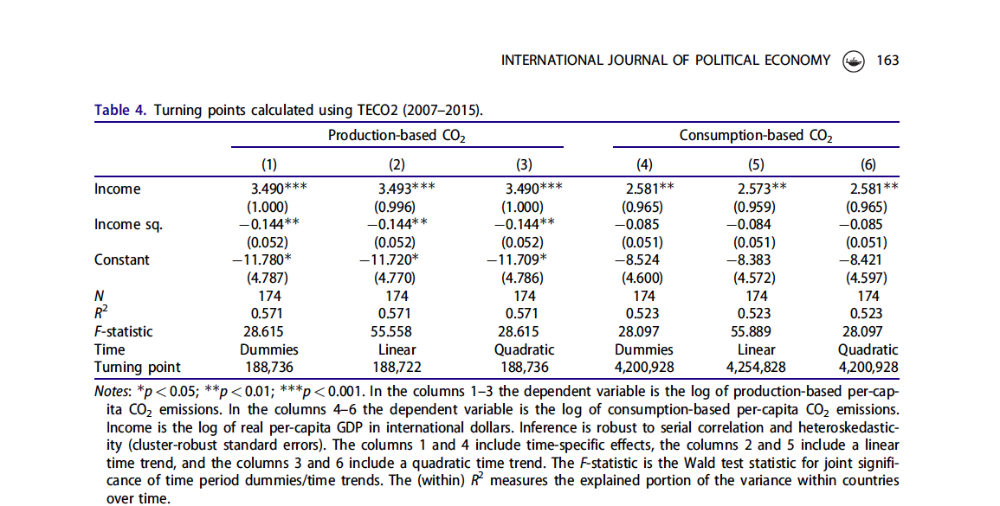 INTERNATIONAL JOURNAL OF POLITICAL ECONOMY 163
Table 4. Turning points calculated using TECO2 (2007–2015).
Production-based CO₂ Consumption-based CO₂
(1) (2) (3) (4) (5) (6)
Income 3.490*** 3.493*** 3.490*** 2.581** 2.573** 2.581**
(1.000) (0.996) (1.000) (0.965) (0.959) (0.965)
Income sq. −0.144** −0.144** −0.144** −0.085 −0.084 −0.085
(0.052) (0.052) (0.052) (0.051) (0.051) (0.051)
Constant −11.780* −11.720* −11.709* −8.524 −8.383 −8.421
(4.787) (4.770) (4.786) (4.600) (4.572) (4.597)
N 174 174 174 174 174 174
R² 0.571 0.571 0.571 0.523 0.523 0.523
F-statistic 28.615 55.558 28.615 28.097 55.889 28.097
Time Dummies Linear Quadratic Dummies Linear Quadratic
Turning point 188,736 188,722 188,736 4,200,928 4,254,828 4,200,928
Notes: *p < 0.05; **p < 0.01; ***p < 0.001. In the columns 1–3 the dependent variable is the log of production-based per-cap-
ita CO₂ emissions. In the columns 4–6 the dependent variable is the log of consumption-based per-capita CO₂ emissions.
Income is the log of real per-capita GDP in international dollars. Inference is robust to serial correlation and heteroskedastic-
ity (cluster-robust standard errors). The columns 1 and 4 include time-specific effects, the columns 2 and 5 include a linear
time trend, and the columns 3 and 6 include a quadratic time trend. The F-statistic is the Wald test statistic for joint signifi-
cance of time period dummies/time trends. The (within) R² measures the explained portion of the variance within countries
over time.